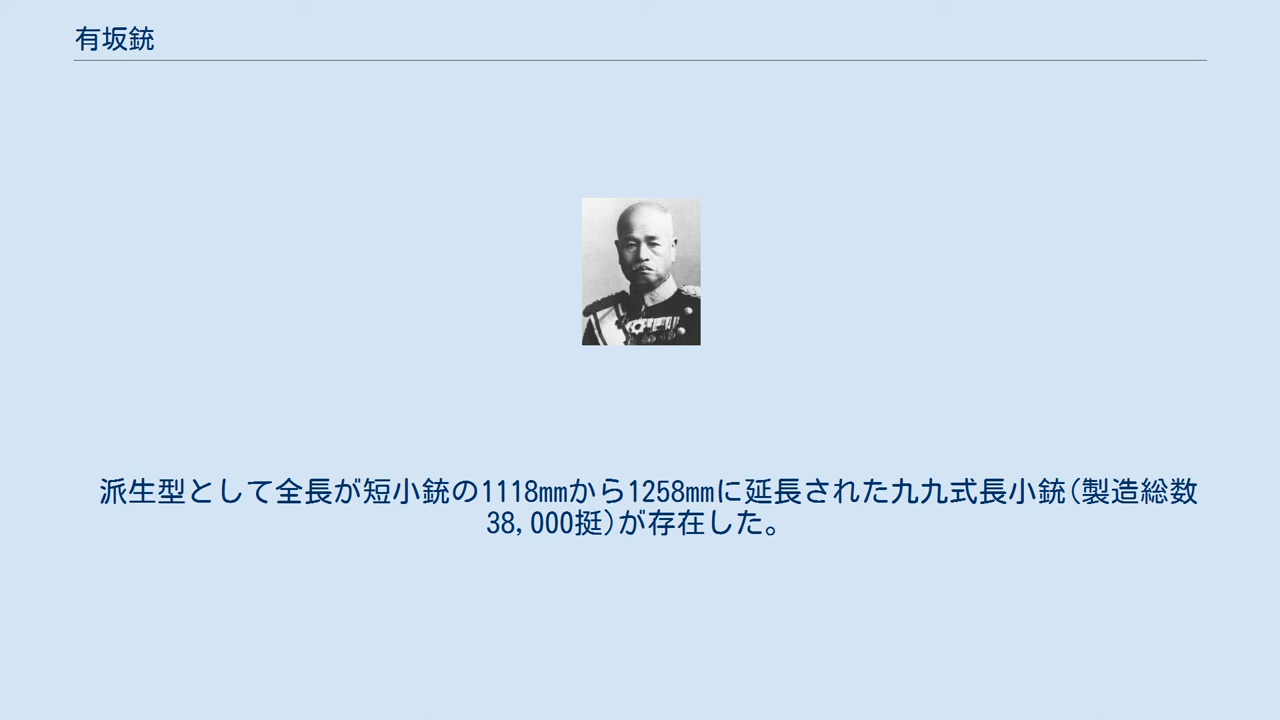 有坂銃
派生型として全長が短小銃の1118㎜から1258㎜に延長された九九式長小銃(製造総数
38,000挺)が存在した。